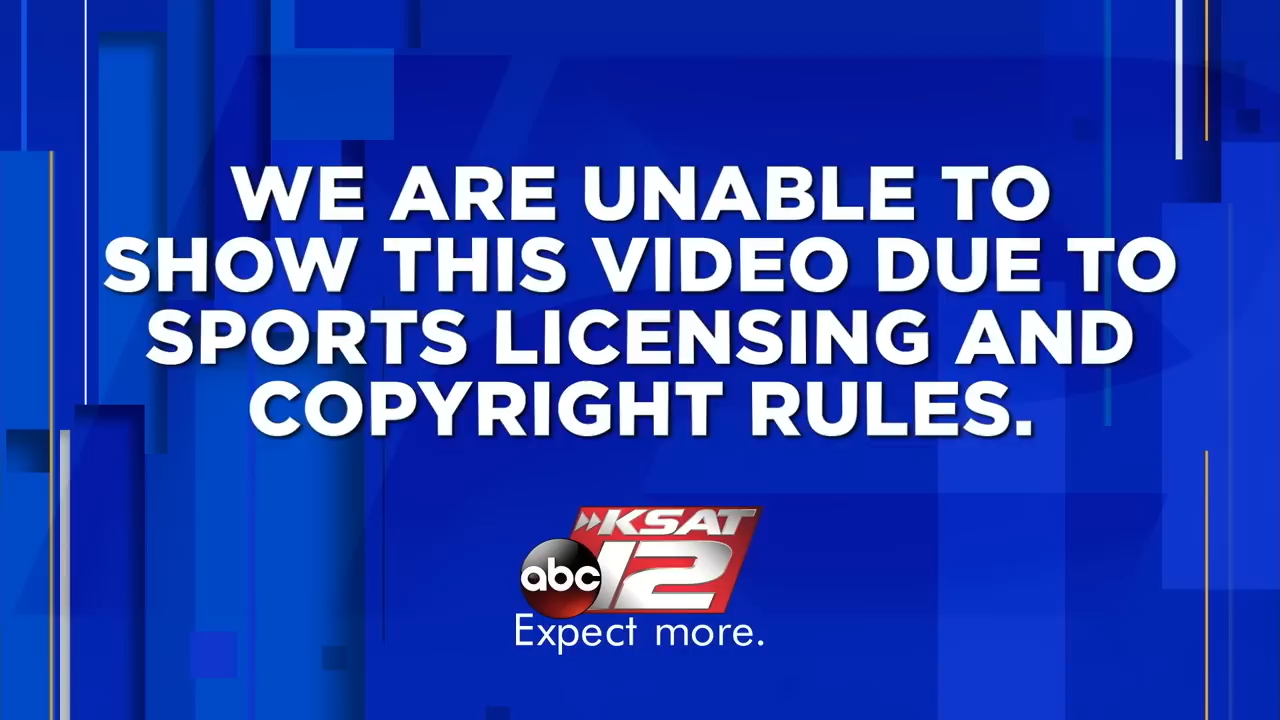 WE ARE UNABLE TO
SHOW THIS VIDEO DUE TO
SPORTS LICENSING AND
COPYRIGHT RULES.
KSAT
abc 12
Expect more.